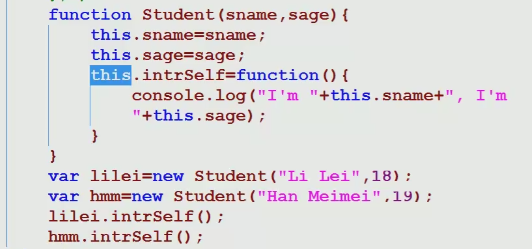 function Student(sname,sage){
this.sname=sname;
this.sage=sage;
this.intrSelf=function(){
console.log("I'm "+this.sname+", I'm
"+this.sage);
}
}
var lilei=new Student("Li Lei",18);
var hmm=new Student("Han Meimei",19);
lilei.intrSelf();
hmm.intrSelf();